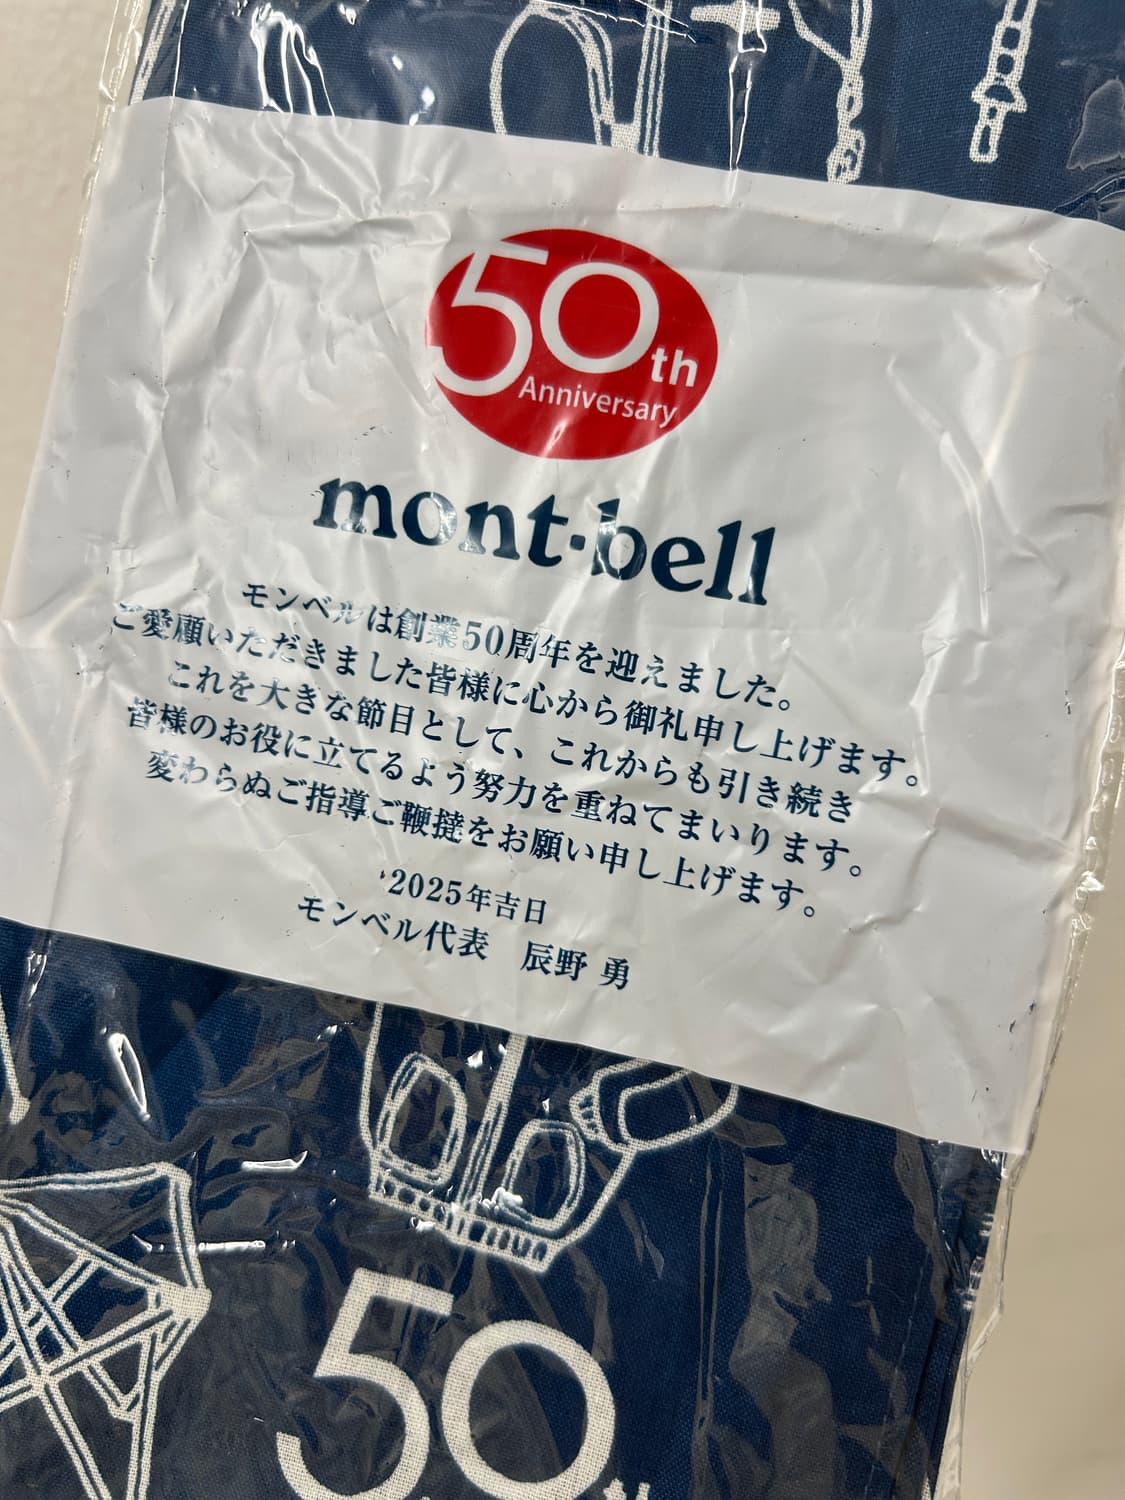 50th
Anniversary
mont-bell
モンベルは創業50周年を迎えました。
ご愛顧いただきました皆様に心から御礼申し上げます。
これを大きな節目として、これからも引き続き
皆様のお役に立てるよう努力を重ねてまいります。
変わらぬご指導ご鞭撻をお願い申し上げます。
2025年吉日
モンベル代表 辰野 勇
50th